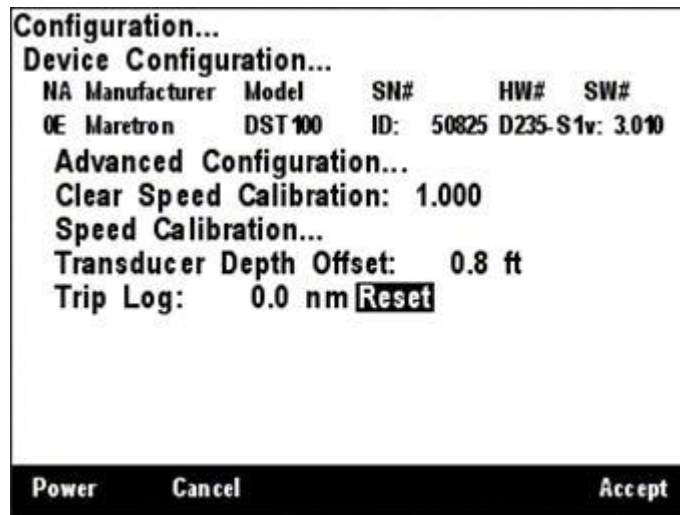 Configuration...
Device Configuration...
NA Manufacturer Model SN# HW# SW#
0E Maretron DST100 ID: 50825 D235-S1v: 3.010
Advanced Configuration...
Clear Speed Calibration: 1.000
Speed Calibration...
Transducer Depth Offset: 0.8 ft
Trip Log: 0.0 nm Reset
Power Cancel Accept